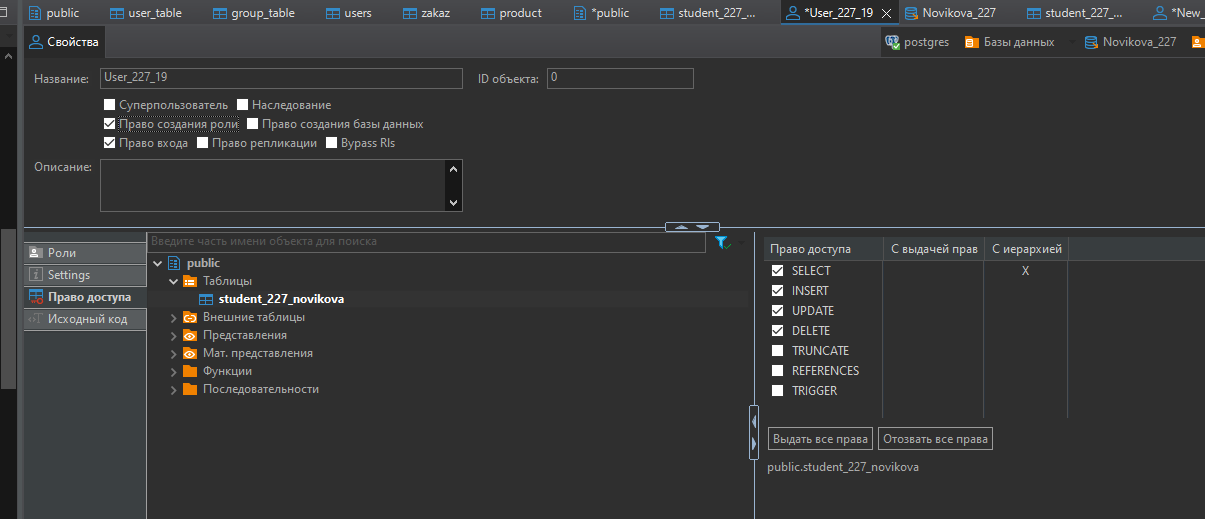 public user_table group_table users zakaz product *public student_227_... *User_227_19 Novikova_227 student_227_... *New_
Свойства postgres Базы данных Novikova_227
Название: User_227_19 ID объекта: 0
Суперпользователь Наследование
Право создания роли Право создания базы данных
Право входа Право репликации Bypass Rls
Описание:
Введите часть имени объекта для поиска
Роли
Settings
Право доступа
Исходный код
public
Таблицы
student_227_novikova
Внешние таблицы
Представления
Мат. представления
Функции
Последовательности
Право доступа С выдачей прав С иерархией
SELECT X
INSERT
UPDATE
DELETE
TRUNCATE
REFERENCES
TRIGGER
Выдать все права Отозвать все права
public.student_227_novikova